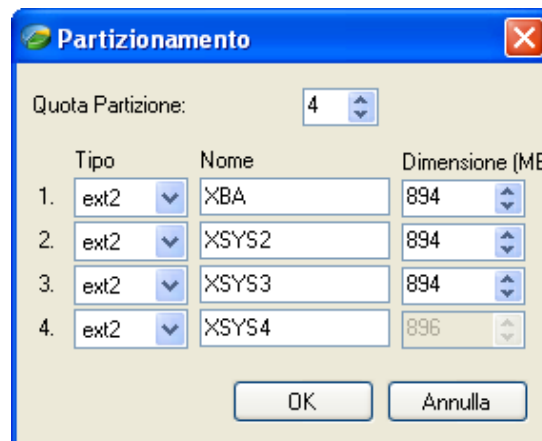 Partizionamento
Quota Partizione: 4
Tipo Nome Dimensione (ME
1. ext2 XBA 894
2. ext2 XSYS2 894
3. ext2 XSYS3 894
4. ext2 XSYS4 896
OK Annulla